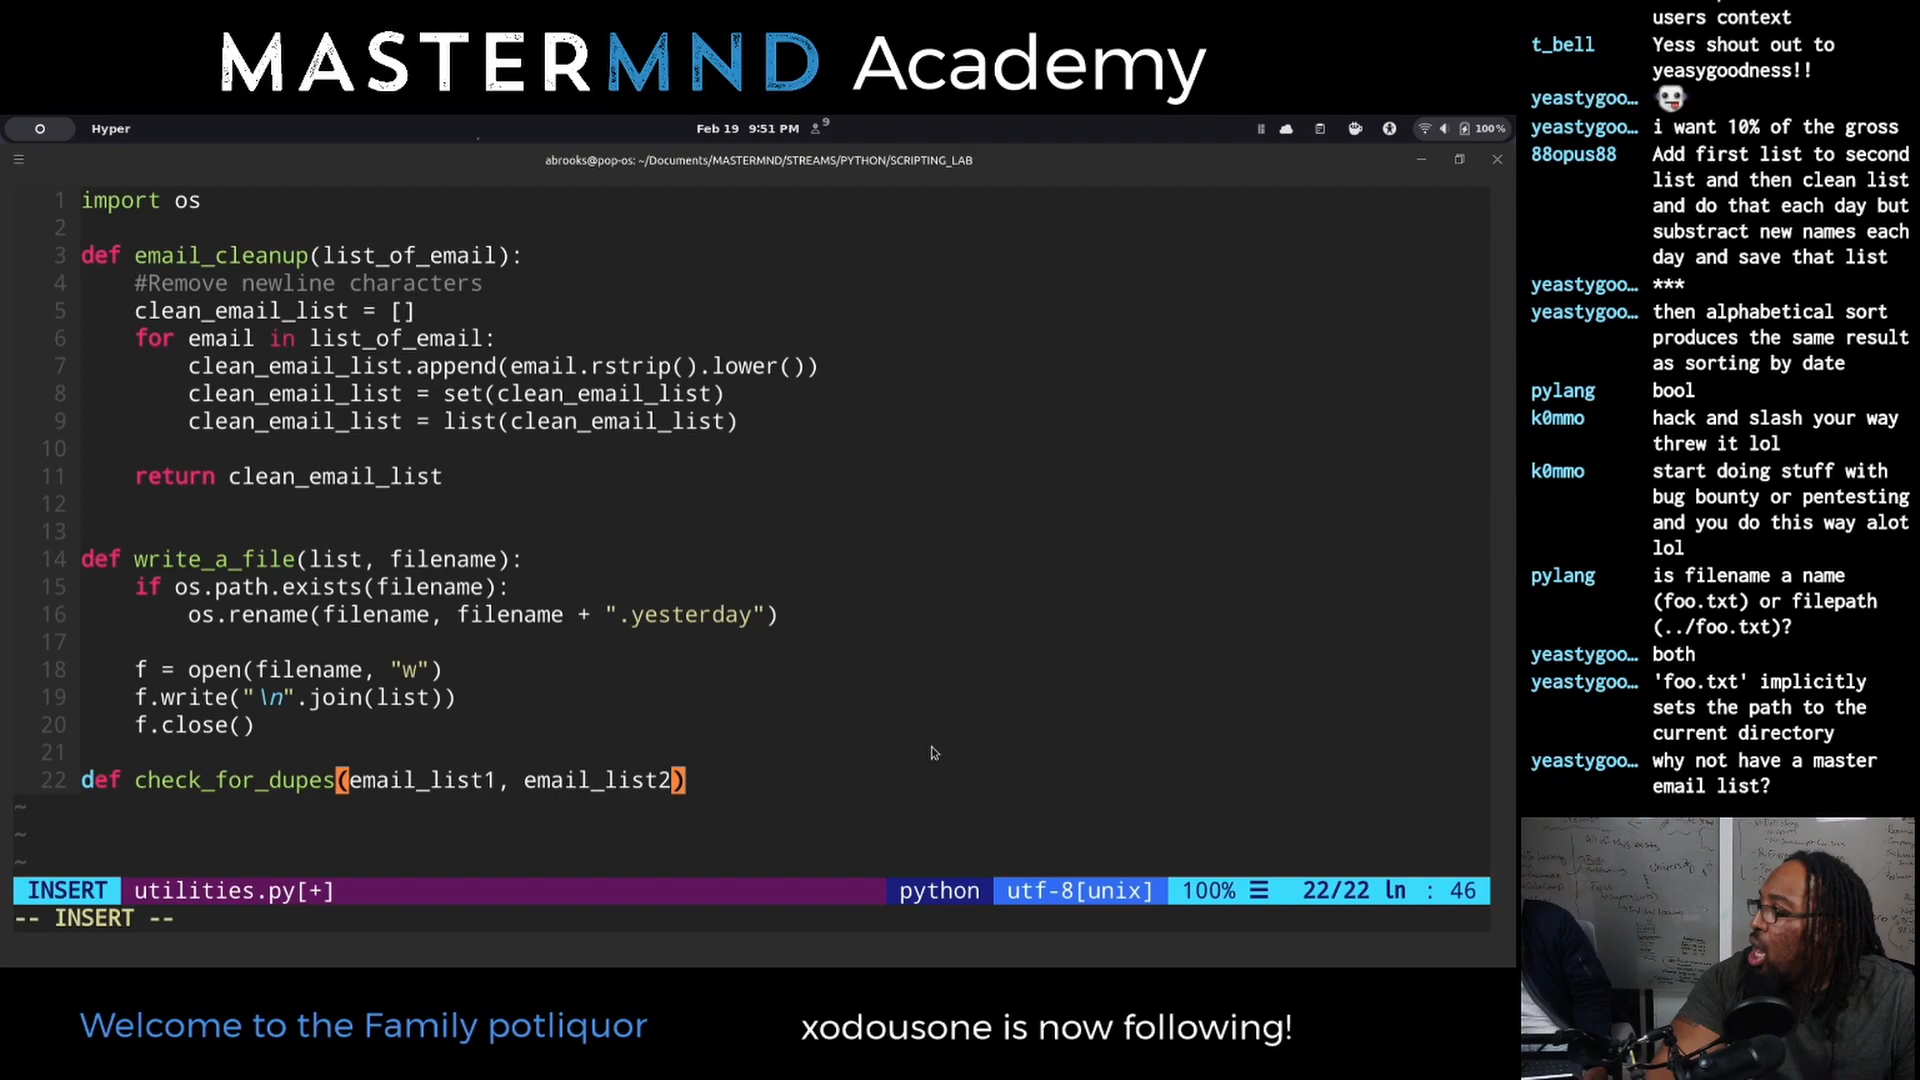 MASTERMND Academy
Hyper
Feb 19 9:51 PM
9
100%
abrooks@pop-os: ~/Documents/MASTERMND/STREAMS/PYTHON/SCRIPTING_LAB
1 import os
2
3 def email_cleanup(list_of_email):
4 #Remove newline characters
5 clean_email_list = []
6 for email in list_of_email:
7 clean_email_list.append(email.rstrip().lower())
8 clean_email_list = set(clean_email_list)
9 clean_email_list = list(clean_email_list)
10
11 return clean_email_list
12
13
14 def write_a_file(list, filename):
15 if os.path.exists(filename):
16 os.rename(filename, filename + ".yesterday")
17
18 f = open(filename, "w")
19 f.write("\n".join(list))
20 f.close()
21
22 def check_for_dupes(email_list1, email_list2)
~
~
~
INSERT utilities.py[+] python utf-8[unix] 100% ☰ 22/22 ln : 46
-- INSERT --
Welcome to the Family potliquor
xodousone is now following!
users context
t_bell Yess shout out to
yeasygoodness!!
yeastygoo…
yeastygoo… i want 10% of the gross
88opus88 Add first list to second
list and then clean list
and do that each day but
substract new names each
day and save that list
yeastygoo… ***
yeastygoo… then alphabetical sort
produces the same result
as sorting by date
pylang bool
k0mmo hack and slash your way
threw it lol
k0mmo start doing stuff with
bug bounty or pentesting
and you do this way alot
lol
pylang is filename a name
(foo.txt) or filepath
(../foo.txt)?
yeastygoo… both
yeastygoo… 'foo.txt' implicitly
sets the path to the
current directory
yeastygoo… why not have a master
email list?